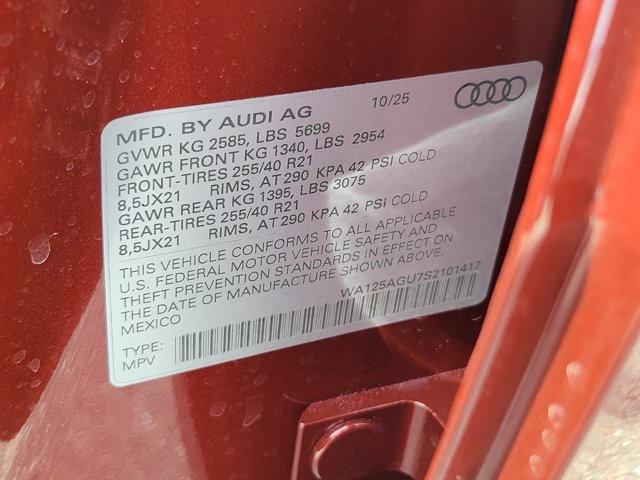 MFD. BY AUDI AG 10/25
GVWR KG 2585, LBS 5699
GAWR FRONT KG 1340, LBS 2954
FRONT-TIRES 255/40 R21
8,5JX21 RIMS, AT 290 KPA 42 PSI COLD
GAWR REAR KG 1395, LBS 3075
REAR-TIRES 255/40 R21
8,5JX21 RIMS, AT 290 KPA 42 PSI COLD
THIS VEHICLE CONFORMS TO ALL APPLICABLE
U.S. FEDERAL MOTOR VEHICLE SAFETY AND
THEFT PREVENTION STANDARDS IN EFFECT ON
THE DATE OF MANUFACTURE SHOWN ABOVE.
MEXICO WA125AGU7S2101417
TYPE:
MPV